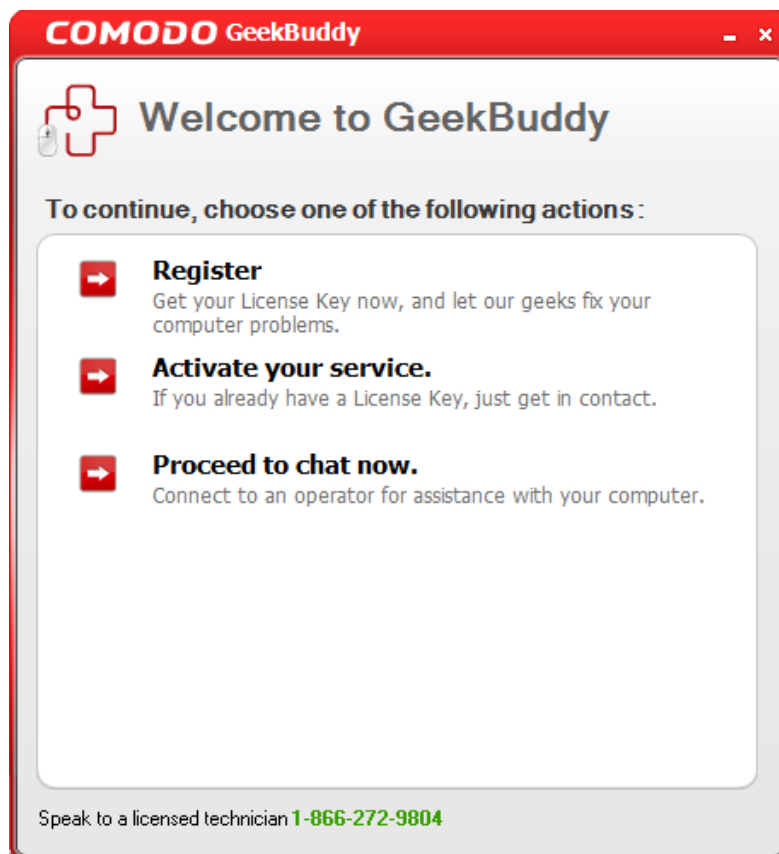 COMODO GeekBuddy
Welcome to GeekBuddy
To continue, choose one of the following actions:
Register
Get your License Key now, and let our geeks fix your
computer problems.
Activate your service.
If you already have a License Key, just get in contact.
Proceed to chat now.
Connect to an operator for assistance with your computer.
Speak to a licensed technician 1-866-272-9804